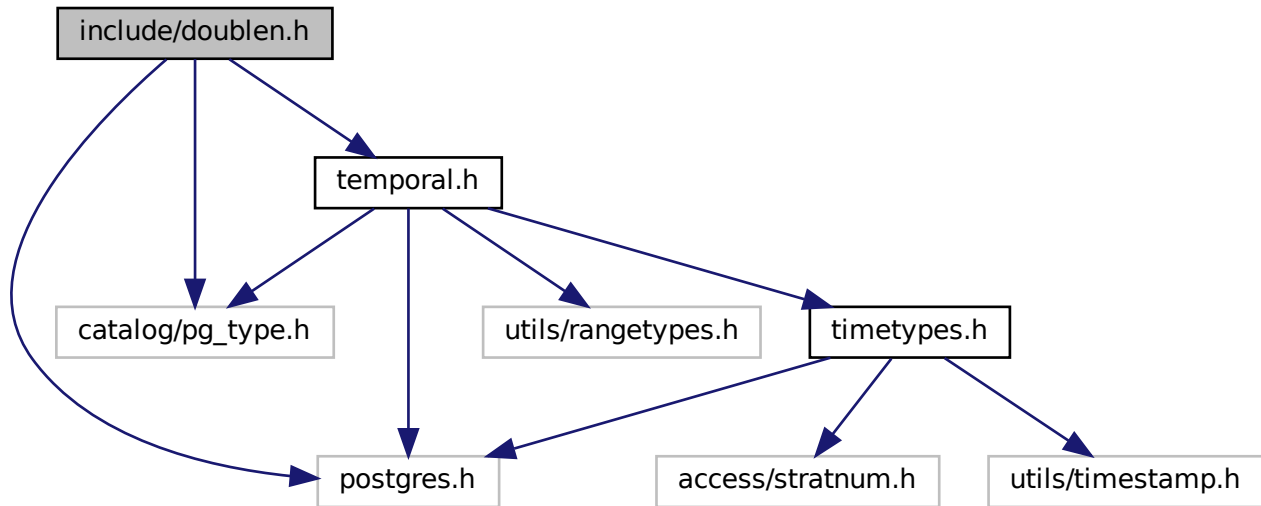 include/doublen.h
temporal.h
catalog/pg_type.h
utils/rangetypes.h
timetypes.h
postgres.h
access/stratnum.h
utils/timestamp.h